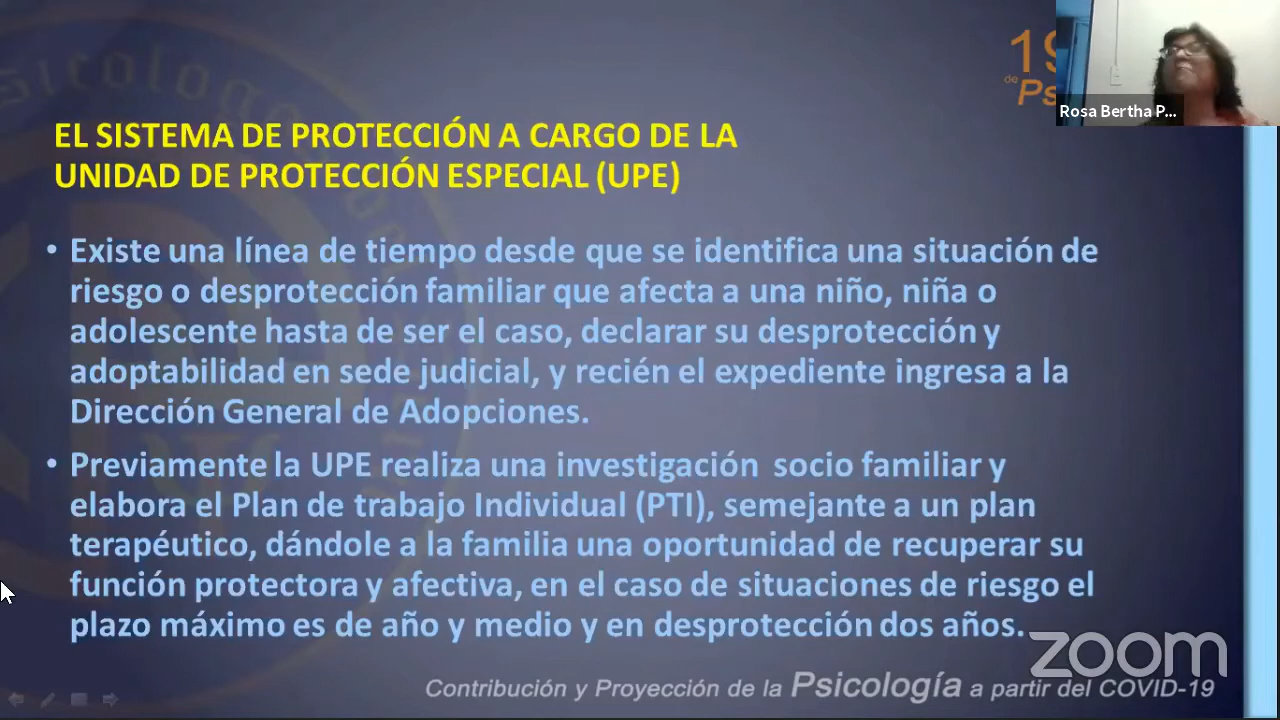 19
de
Ps
Rosa Bertha P...
EL SISTEMA DE PROTECCIÓN A CARGO DE LA
UNIDAD DE PROTECCIÓN ESPECIAL (UPE)
• Existe una línea de tiempo desde que se identifica una situación de
riesgo o desprotección familiar que afecta a una niño, niña o
adolescente hasta de ser el caso, declarar su desprotección y
adoptabilidad en sede judicial, y recién el expediente ingresa a la
Dirección General de Adopciones.
• Previamente la UPE realiza una investigación socio familiar y
elabora el Plan de trabajo Individual (PTI), semejante a un plan
terapéutico, dándole a la familia una oportunidad de recuperar su
función protectora y afectiva, en el caso de situaciones de riesgo el
plazo máximo es de año y medio y en desprotección dos años.
zoom
Contribución y Proyección de la Psicología a partir del COVID-19